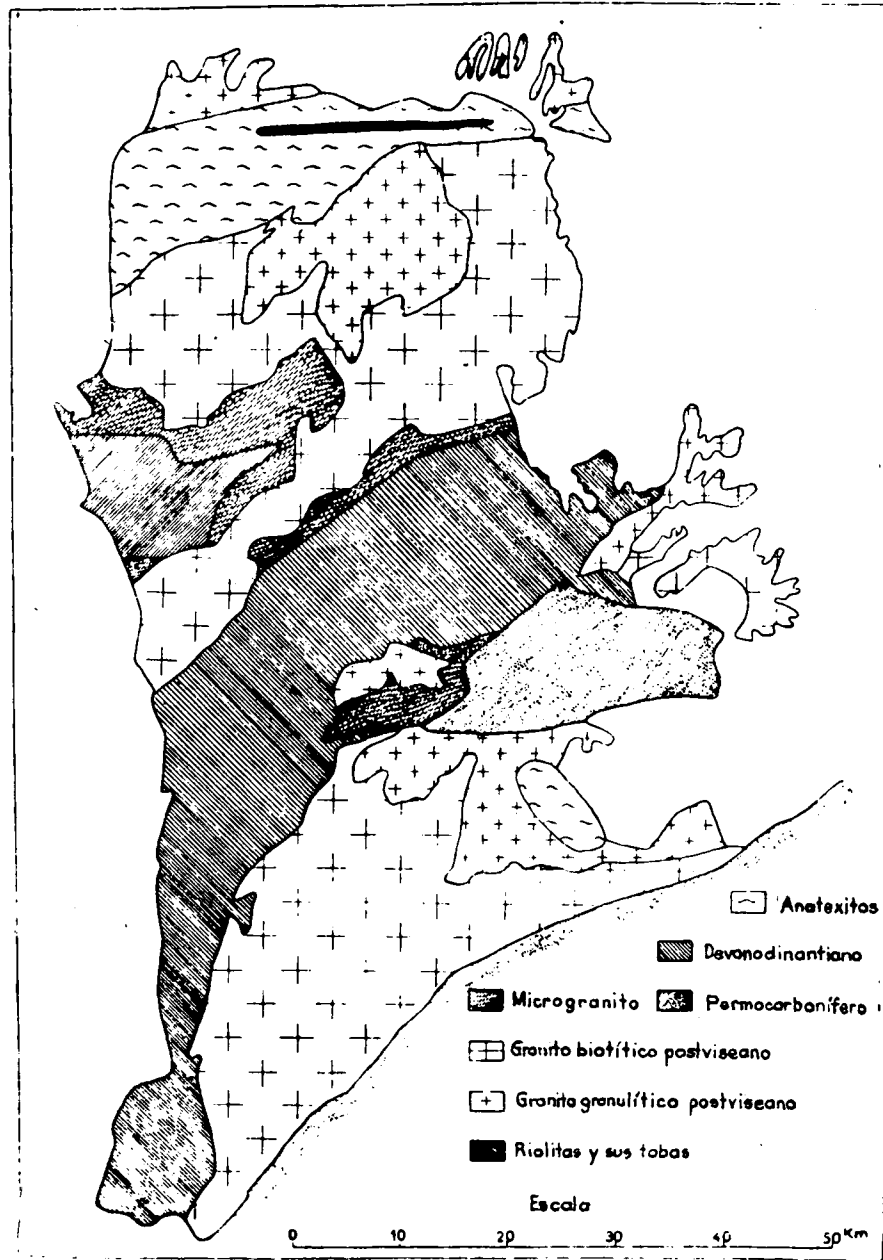 Anatexitas
Devonodinantiano
Microgranito Permocarbonífero
Granito biotítico postviseano
Granito granulítico postviseano
Riolitas y sus tobas
Escala
0 10 20 30 40 50 Km